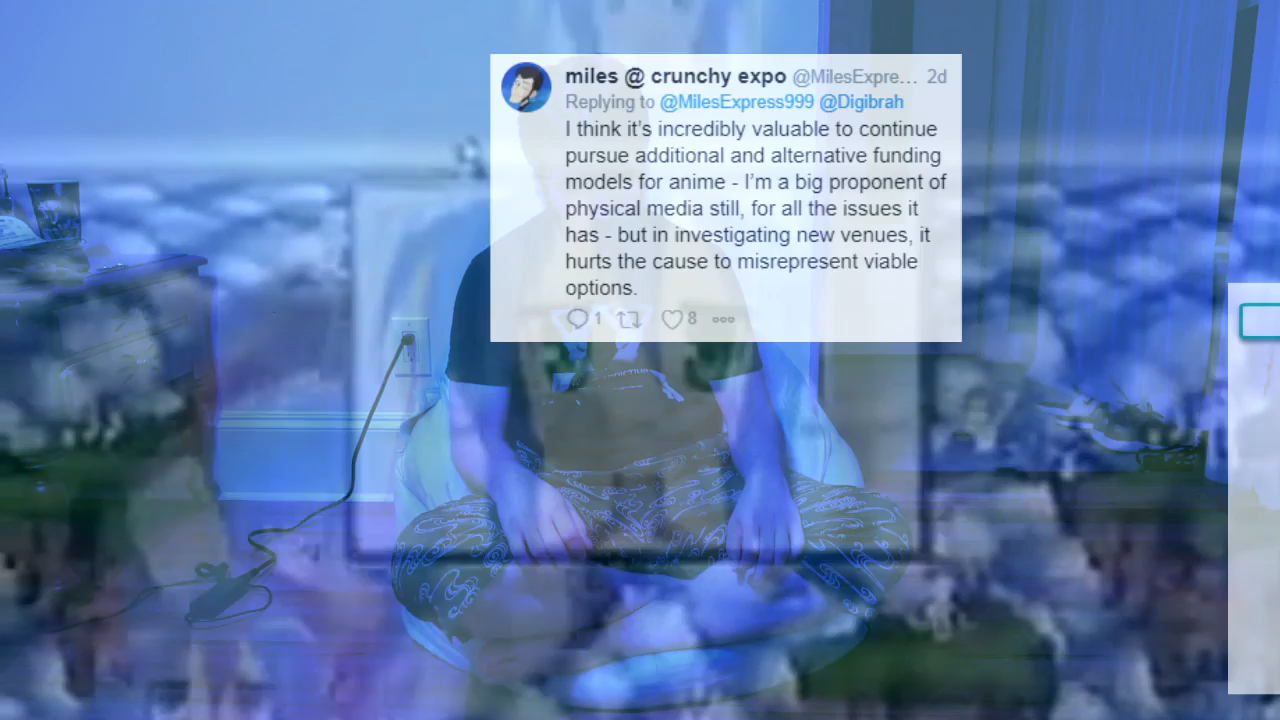 miles @ crunchy expo @MilesExpre... 2d
Replying to @MilesExpress999 @Digibrah
I think it's incredibly valuable to continue
pursue additional and alternative funding
models for anime - I'm a big proponent of
physical media still, for all the issues it
has - but in investigating new venues, it
hurts the cause to misrepresent viable
options.
1 8